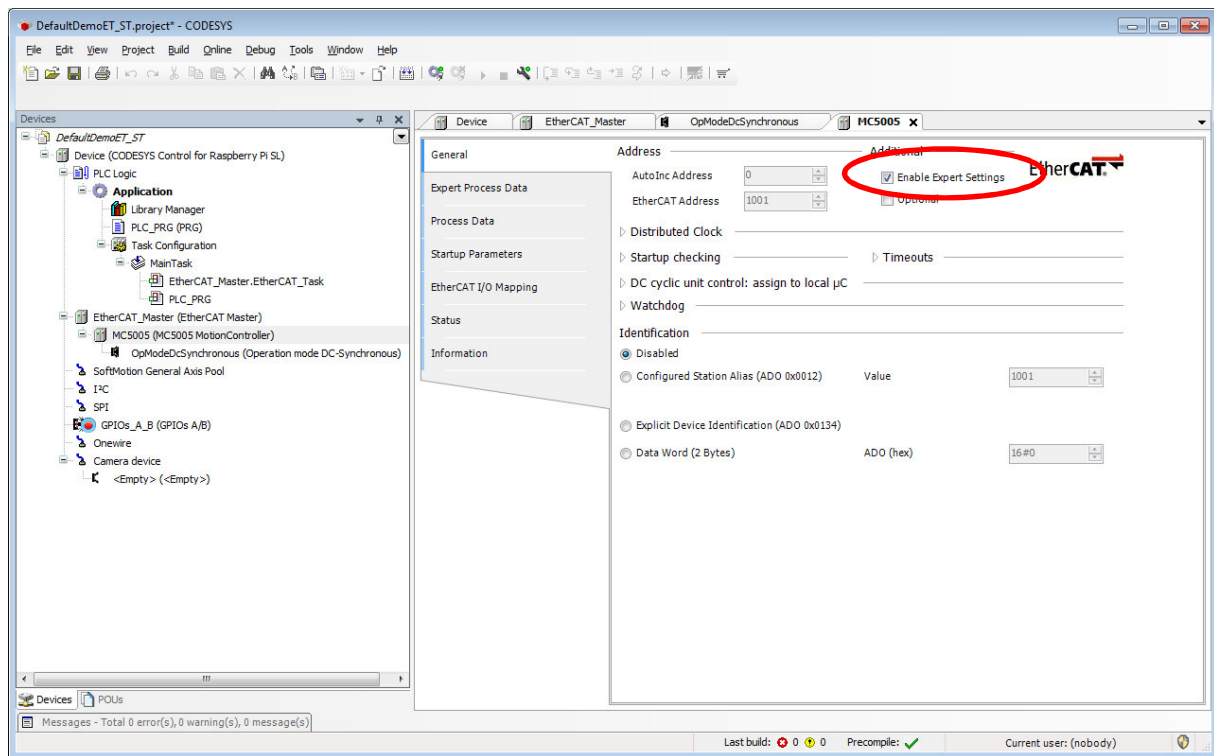 DefaultDemoET_ST.project* - CODESYS
File Edit View Project Build Online Debug Tools Window Help
Devices
DefaultDemoET_ST
Device (CODESYS Control for Raspberry Pi SL)
PLC Logic
Application
Library Manager
PLC_PRG (PRG)
Task Configuration
MainTask
EtherCAT_Master.EtherCAT_Task
PLC_PRG
EtherCAT_Master (EtherCAT Master)
MC5005 (MC5005 MotionController)
OpModeDcSynchronous (Operation mode DC-Synchronous)
SoftMotion General Axis Pool
I²C
SPI
GPIOs_A_B (GPIOs A/B)
Onewire
Camera device
<Empty> (<Empty>)
Devices POUs
Device EtherCAT_Master OpModeDcSynchronous MC5005
General
Expert Process Data
Process Data
Startup Parameters
EtherCAT I/O Mapping
Status
Information
Address Additional
AutoInc Address 0 Enable Expert Settings EtherCAT
EtherCAT Address 1001 Optional
Distributed Clock
Startup checking Timeouts
DC cyclic unit control: assign to local µC
Watchdog
Identification
Disabled
Configured Station Alias (ADO 0x0012) Value 1001
Explicit Device Identification (ADO 0x0134)
Data Word (2 Bytes) ADO (hex) 16#0
Messages - Total 0 error(s), 0 warning(s), 0 message(s)
Last build: 0 0 Precompile: Current user: (nobody)